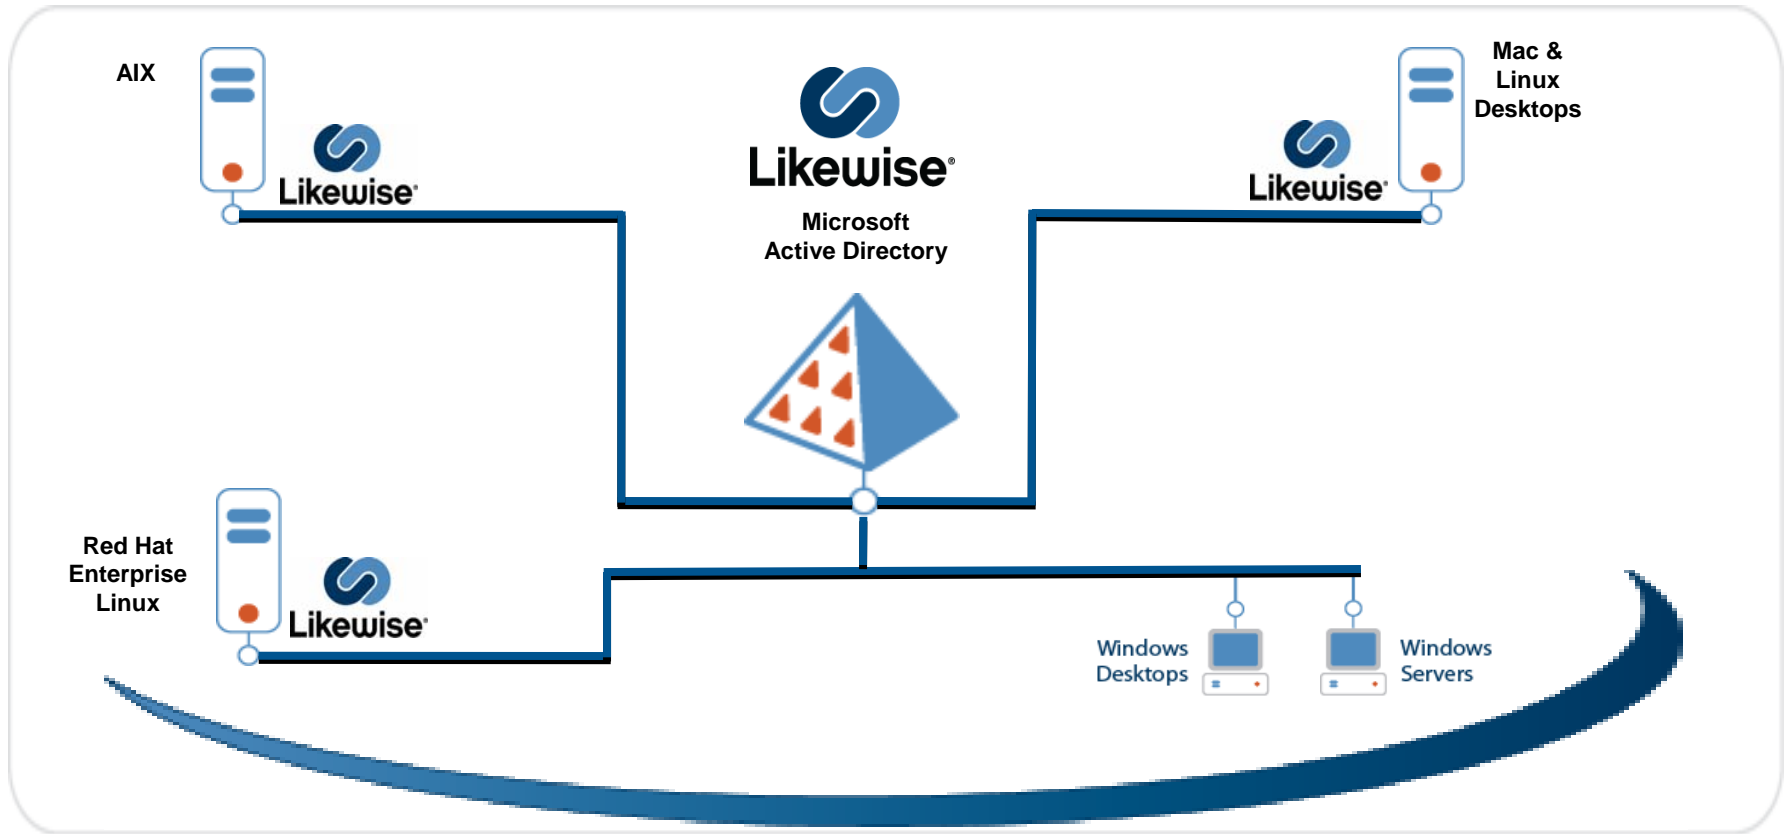 AIX
Likewise®
Likewise®
Microsoft
Active Directory
Likewise®
Mac &
Linux
Desktops
Red Hat
Enterprise
Linux
Likewise®
Windows
Desktops
Windows
Servers